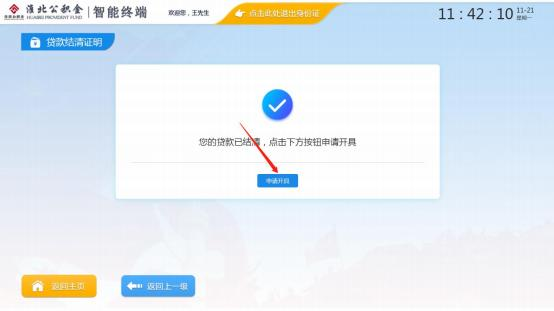 淮北公积金 智能终端 欢迎您，王先生 点击此处退出身份证 11:42:10 11-21
HUAIBEI PROVIDENT FUND 星期一
贷款结清证明
您的贷款已结清，点击下方按钮申请开具
申请开具
返回主页 返回上一级